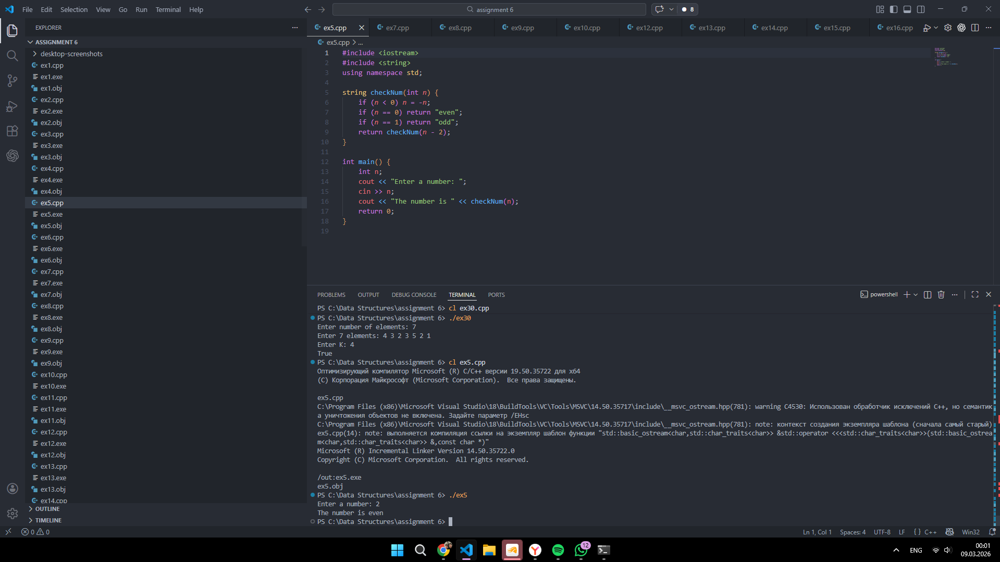 File Edit Selection View Go Run Terminal Help
assignment 6
8
EXPLORER
ASSIGNMENT 6
desktop-screenshots
ex1.cpp
ex1.exe
ex1.obj
ex2.cpp
ex2.exe
ex2.obj
ex3.cpp
ex3.exe
ex3.obj
ex4.cpp
ex4.exe
ex4.obj
ex5.cpp
ex5.exe
ex5.obj
ex6.cpp
ex6.exe
ex6.obj
ex7.cpp
ex7.exe
ex7.obj
ex8.cpp
ex8.exe
ex8.obj
ex9.cpp
ex9.exe
ex9.obj
ex10.cpp
ex10.exe
ex11.cpp
ex11.exe
ex11.obj
ex12.cpp
ex12.exe
ex12.obj
ex13.cpp
ex13.exe
ex13.obj
ex14.cpp
OUTLINE
TIMELINE
ex5.cpp ex7.cpp ex8.cpp ex9.cpp ex10.cpp ex12.cpp ex13.cpp ex14.cpp ex15.cpp ex16.cpp
ex5.cpp > ...
1 #include <iostream>
2 #include <string>
3 using namespace std;
4
5 string checkNum(int n) {
6 if (n < 0) n = -n;
7 if (n == 0) return "even";
8 if (n == 1) return "odd";
9 return checkNum(n - 2);
10 }
11
12 int main() {
13 int n;
14 cout << "Enter a number: ";
15 cin >> n;
16 cout << "The number is " << checkNum(n);
17 return 0;
18 }
19
PROBLEMS OUTPUT DEBUG CONSOLE TERMINAL PORTS
powershell
PS C:\Data Structures\assignment 6> cl ex30.cpp
PS C:\Data Structures\assignment 6> ./ex30
Enter number of elements: 7
Enter 7 elements: 4 3 2 3 5 2 1
Enter K: 4
True
PS C:\Data Structures\assignment 6> cl ex5.cpp
Оптимизирующий компилятор Microsoft (R) C/C++ версии 19.50.35722 для x64
(C) Корпорация Майкрософт (Microsoft Corporation).  Все права защищены.
ex5.cpp
C:\Program Files (x86)\Microsoft Visual Studio\18\BuildTools\VC\Tools\MSVC\14.50.35717\include\__msvc_ostream.hpp(781): warning C4530: Использован обработчик исключений C++, но семантик
а уничтожения объектов не включена. Задайте параметр /EHsc
C:\Program Files (x86)\Microsoft Visual Studio\18\BuildTools\VC\Tools\MSVC\14.50.35717\include\__msvc_ostream.hpp(781): note: контекст создания экземпляра шаблона (сначала самый старый)
ex5.cpp(14): note: выполняется компиляция ссылки на экземпляр шаблон функции "std::basic_ostream<char,std::char_traits<char>> &std::operator <<<std::char_traits<char>>(std::basic_ostrea
m<char,std::char_traits<char>> &,const char *)"
Microsoft (R) Incremental Linker Version 14.50.35722.0
Copyright (C) Microsoft Corporation.  All rights reserved.
/out:ex5.exe
ex5.obj
PS C:\Data Structures\assignment 6> ./ex5
Enter a number: 2
The number is even
PS C:\Data Structures\assignment 6>
0 0
Ln 1, Col 1 Spaces: 4 UTF-8 LF { } C++ Win32
12
ENG
00:01
09.03.2026